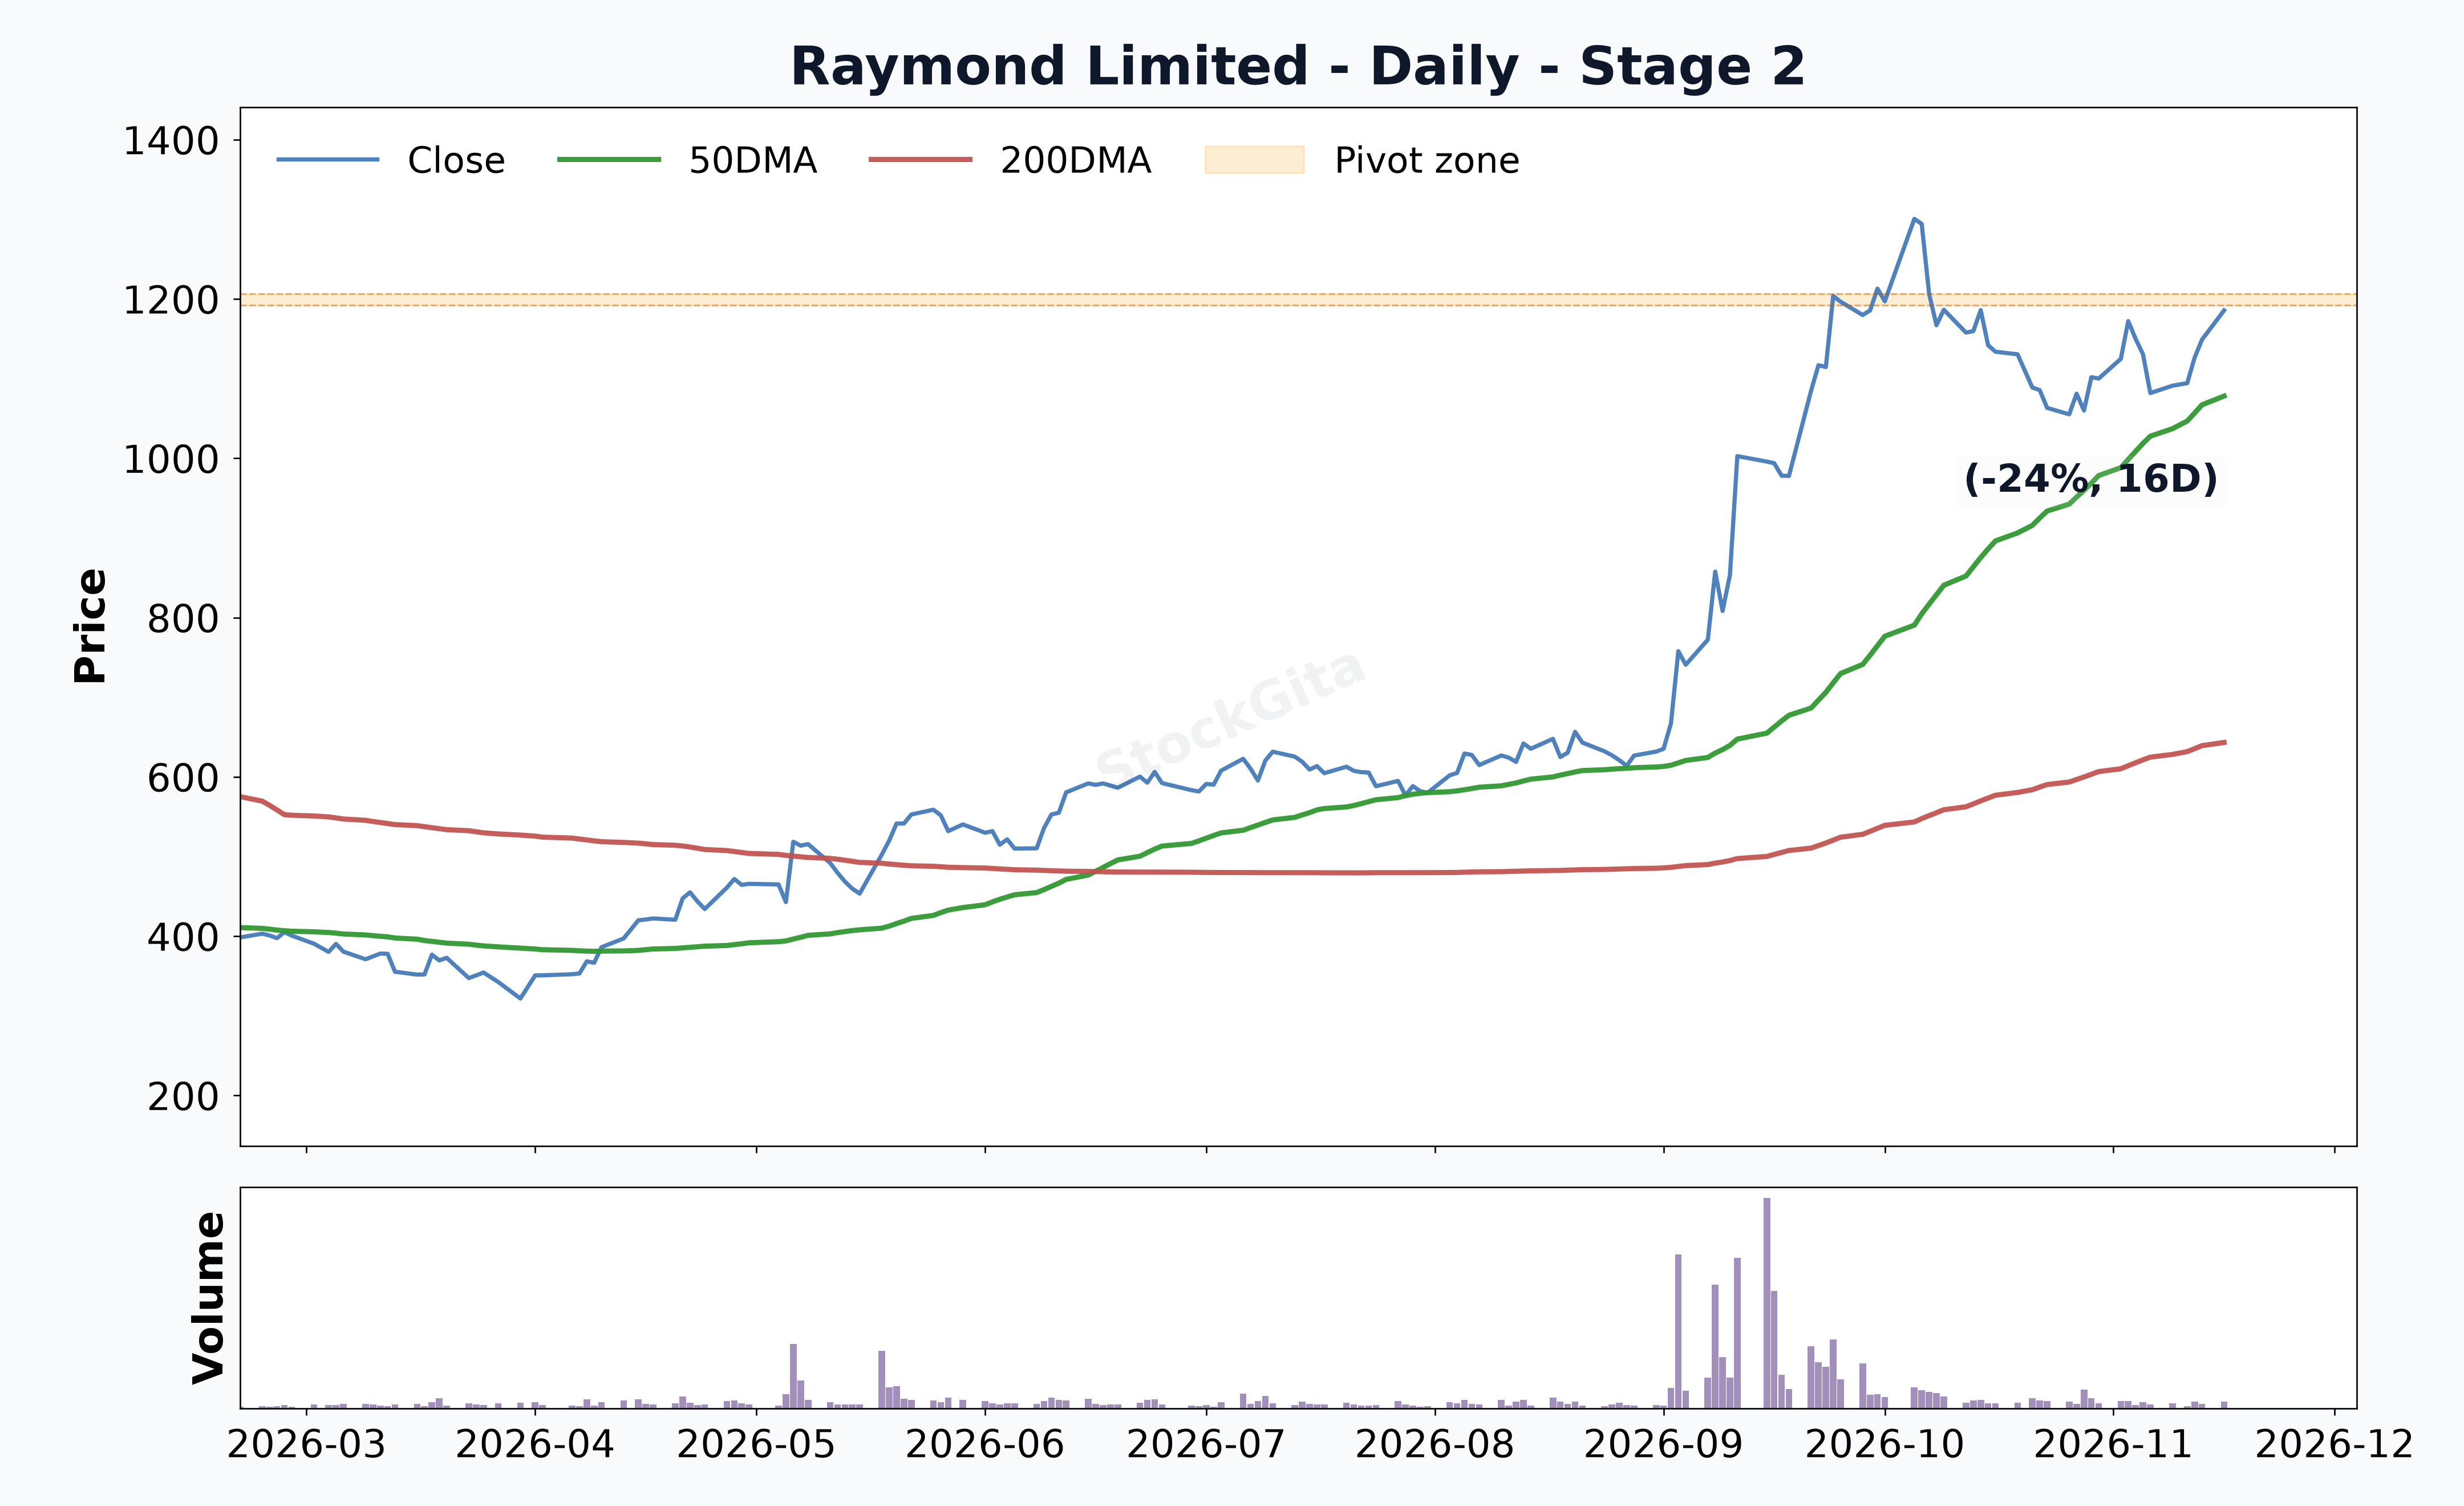 Raymond Limited - Daily - Stage 2
Close 50DMA 200DMA Pivot zone
1400
1200
1000
800
600
400
200
Price
(-24%, 16D)
StockGita
Volume
2026-03 2026-04 2026-05 2026-06 2026-07 2026-08 2026-09 2026-10 2026-11 2026-12